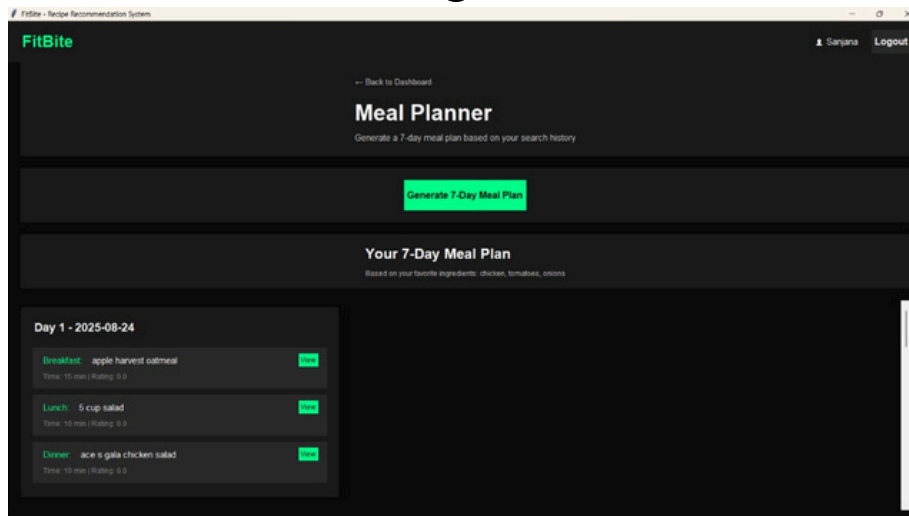 FitBite - Recipe Recommendation System
FitBite
Sanjana Logout
← Back to Dashboard
Meal Planner
Generate a 7-day meal plan based on your search history
Generate 7-Day Meal Plan
Your 7-Day Meal Plan
Based on your favorite ingredients: chicken, tomatoes, onions
Day 1 - 2025-08-24
Breakfast: apple harvest oatmeal View
Time: 15 min | Rating: 0.0
Lunch: 5 cup salad View
Time: 10 min | Rating: 0.0
Dinner: ace s gala chicken salad View
Time: 10 min | Rating: 0.0